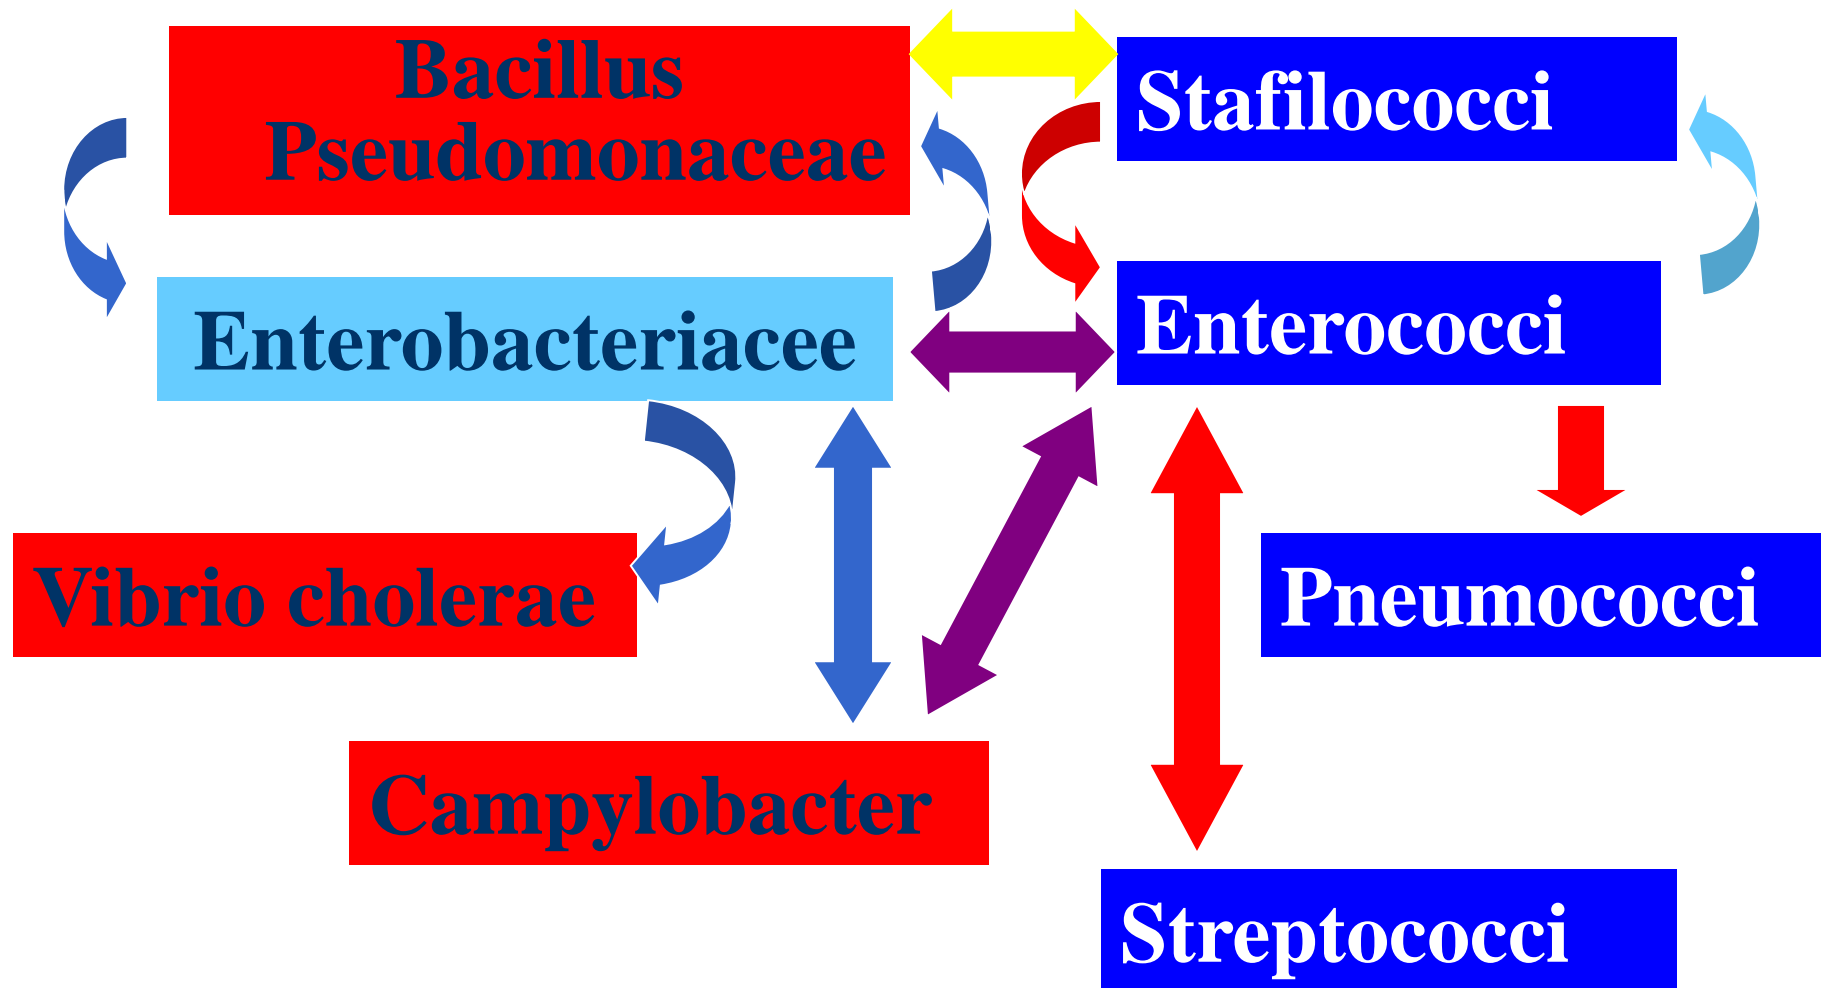 Bacillus
Pseudomonaceae
Stafilococci
Enterobacteriacee
Enterococci
Vibrio cholerae
Pneumococci
Campylobacter
Streptococci